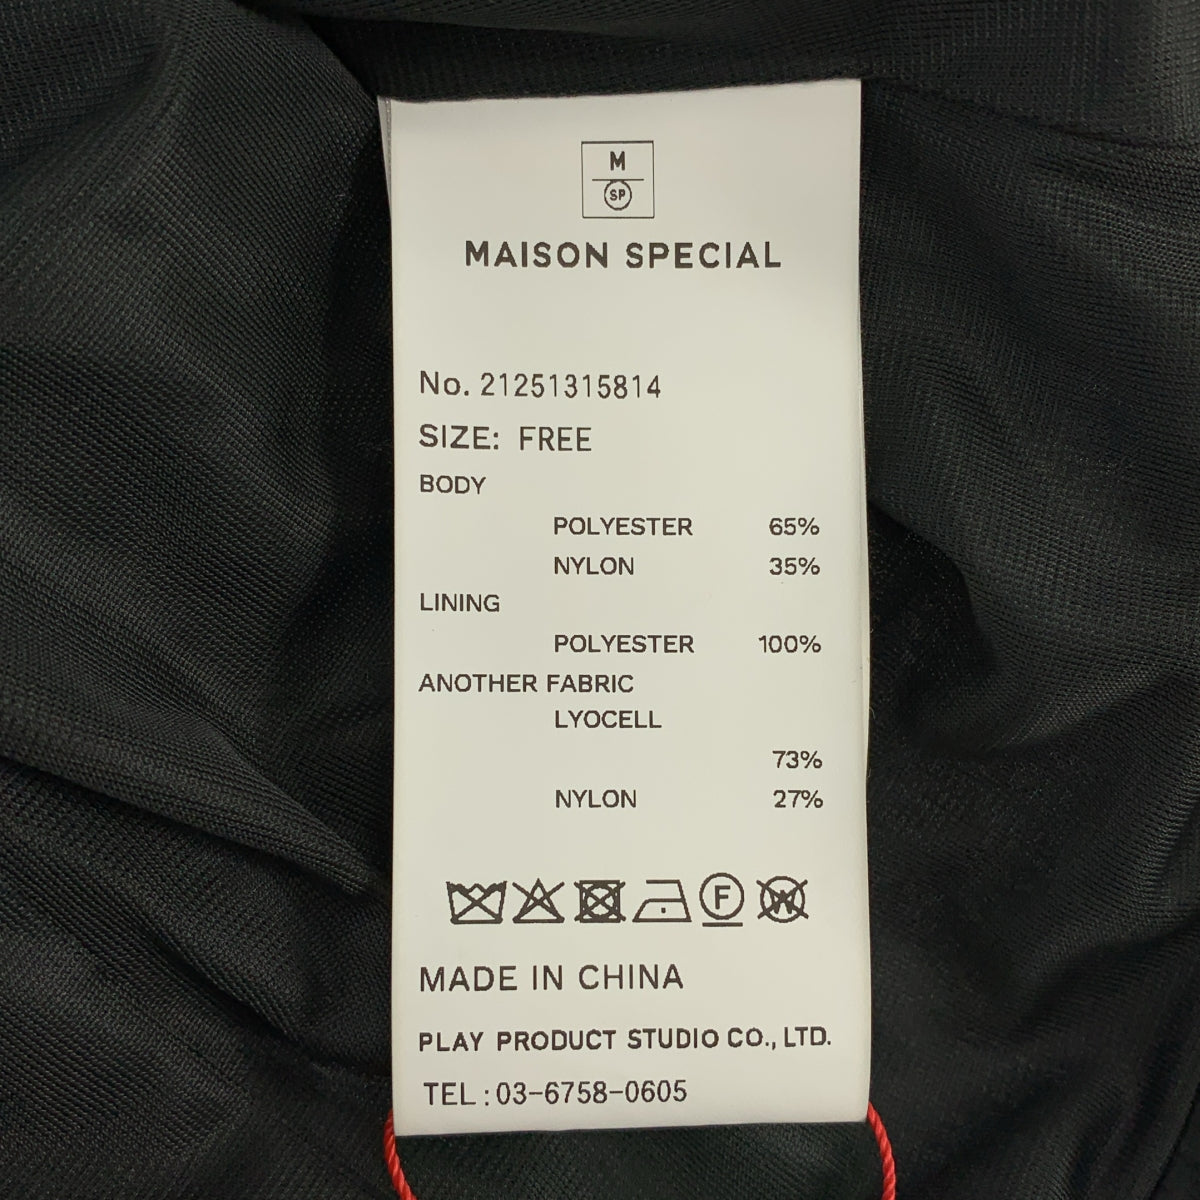 M
SP
MAISON SPECIAL
No. 21251315814
SIZE: FREE
BODY
POLYESTER 65%
NYLON 35%
LINING
POLYESTER 100%
ANOTHER FABRIC
LYOCELL
73%
NYLON 27%
F W
MADE IN CHINA
PLAY PRODUCT STUDIO CO., LTD.
TEL : 03-6758-0605